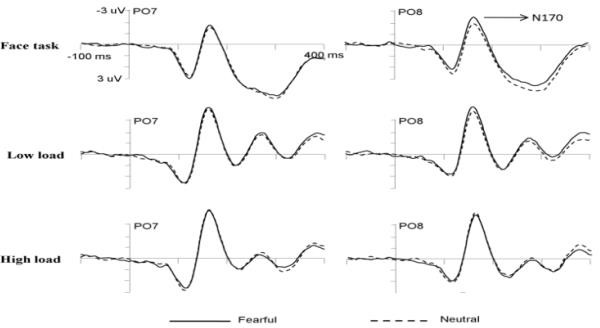 -3 uV PO7 PO8 N170
Face task
-100 ms 400 ms
3 uV
PO7 PO8
Low load
PO7 PO8
High load
Fearful Neutral